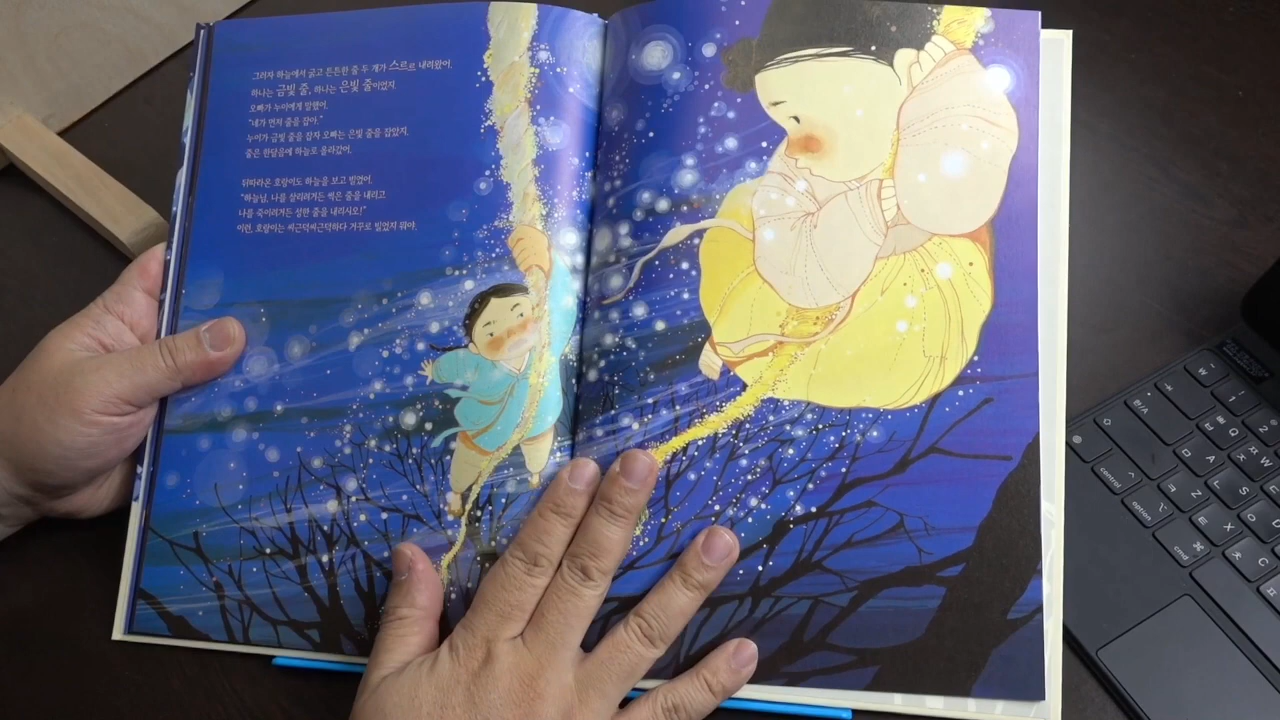 그러자 하늘에서 굵고 튼튼한 줄 두 개가 스르르 내려왔어.
하나는 금빛 줄, 하나는 은빛 줄이었지.
오빠가 누이에게 말했어.
"네가 먼저 줄을 잡아."
누이가 금빛 줄을 잡자 오빠는 은빛 줄을 잡았지.
줄은 한달음에 하늘로 올라갔어.
뒤따라온 호랑이도 하늘을 보고 빌었어.
"하늘님, 나를 살리려거든 썩은 줄을 내리고
나를 죽이려거든 성한 줄을 내리시오!"
이런, 호랑이는 씨근덕씨근덕하다 거꾸로 빌었지 뭐야.
한/A
control
option
cmd